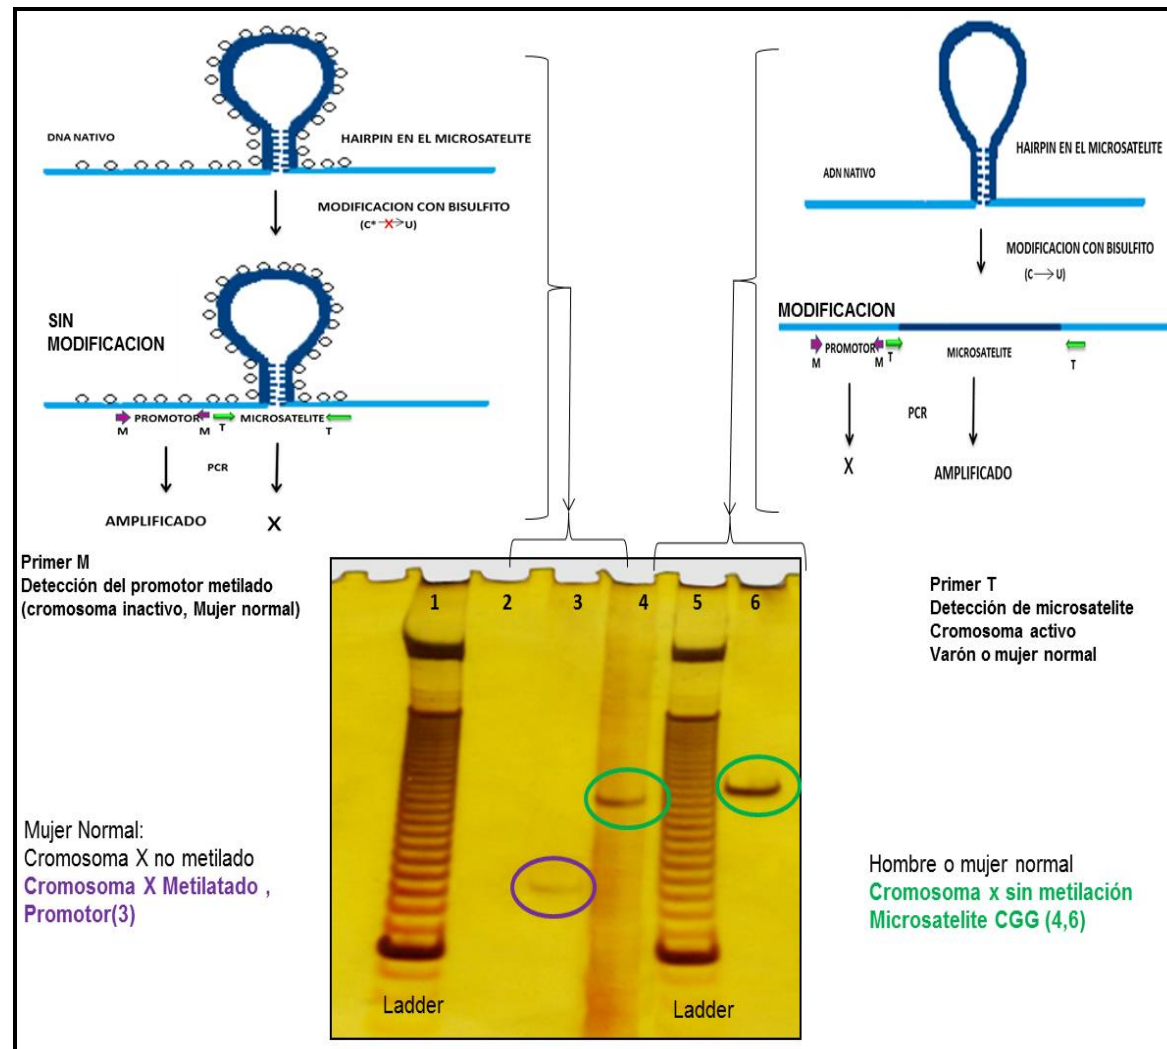 DNA NATIVO
HAIRPIN EN EL MICROSATELITE
MODIFICACION CON BISULFITO
(C* X U)
SIN
MODIFICACION
PROMOTOR
MICROSATELITE
M
M
T
T
PCR
AMPLIFICADO
X
Primer M
Detección del promotor metilado
(cromosoma inactivo, Mujer normal)
HAIRPIN EN EL MICROSATELITE
ADN NATIVO
MODIFICACION CON BISULFITO
(C → U)
MODIFICACION
M
PROMOTOR
M
T
MICROSATELITE
T
PCR
X
AMPLIFICADO
Primer T
Detección de microsatelite
Cromosoma activo
Varón o mujer normal
1 2 3 4 5 6
Ladder
Ladder
Mujer Normal:
Cromosoma X no metilado
Cromosoma X Metilatado ,
Promotor(3)
Hombre o mujer normal
Cromosoma x sin metilación
Microsatelite CGG (4,6)